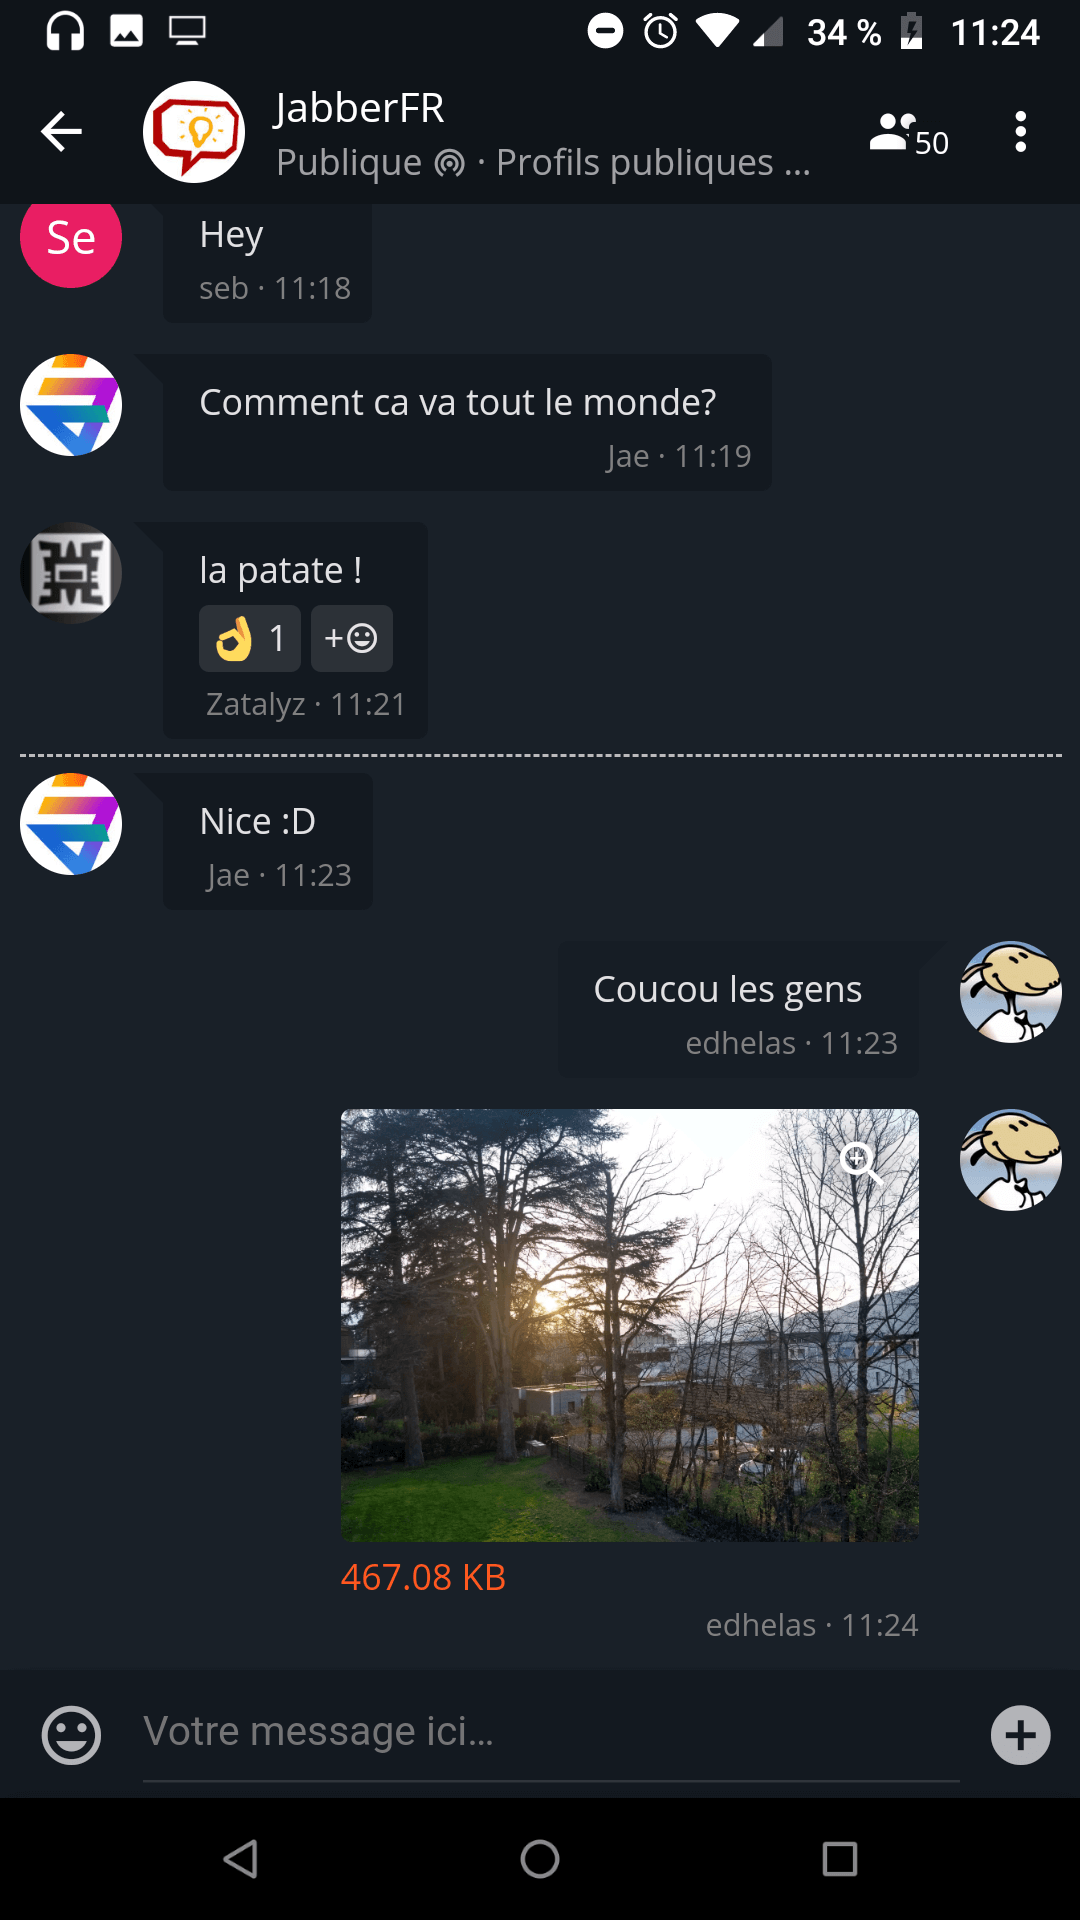 34 % 11:24
JabberFR
50
Publique · Profils publiques ...
Se
Hey
seb · 11:18
Comment ca va tout le monde?
Jae · 11:19
la patate !
👌 1 +
Zatalyz · 11:21
Nice :D
Jae · 11:23
Coucou les gens
edhelas · 11:23
467.08 KB
edhelas · 11:24
Votre message ici...